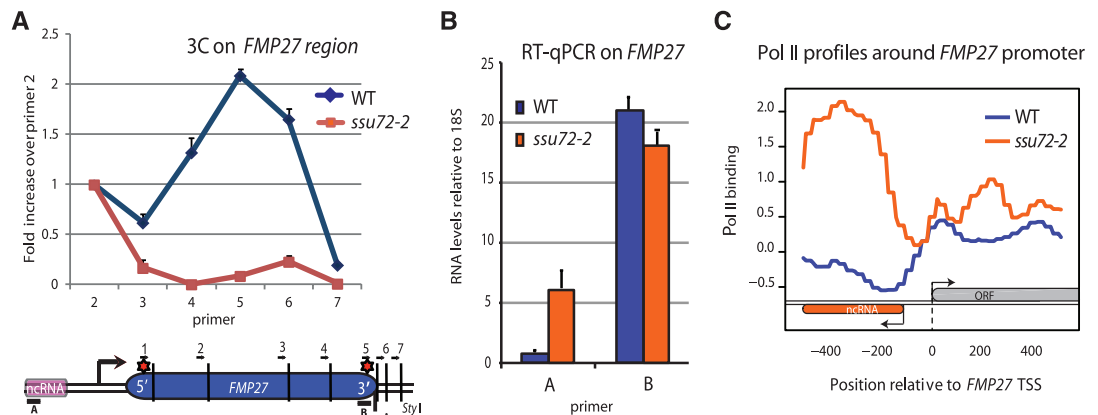 A
3C on FMP27 region
Fold increase overprimer 2
2.5
2
1.5
1
0.5
0
WT
ssu72-2
2 3 4 5 6 7
primer
1 2 3 4 5 6 7
ncRNA
5' FMP27 3'
A
B
StyI
B
RT-qPCR on FMP27
RNA levels relative to 18S
25
20
15
10
5
0
WT
ssu72-2
A B
primer
C
Pol II profiles around FMP27 promoter
Pol II binding
2.0
1.5
1.0
0.5
0.0
−0.5
WT
ssu72-2
ORF
ncRNA
−400 −200 0 200 400
Position relative to FMP27 TSS